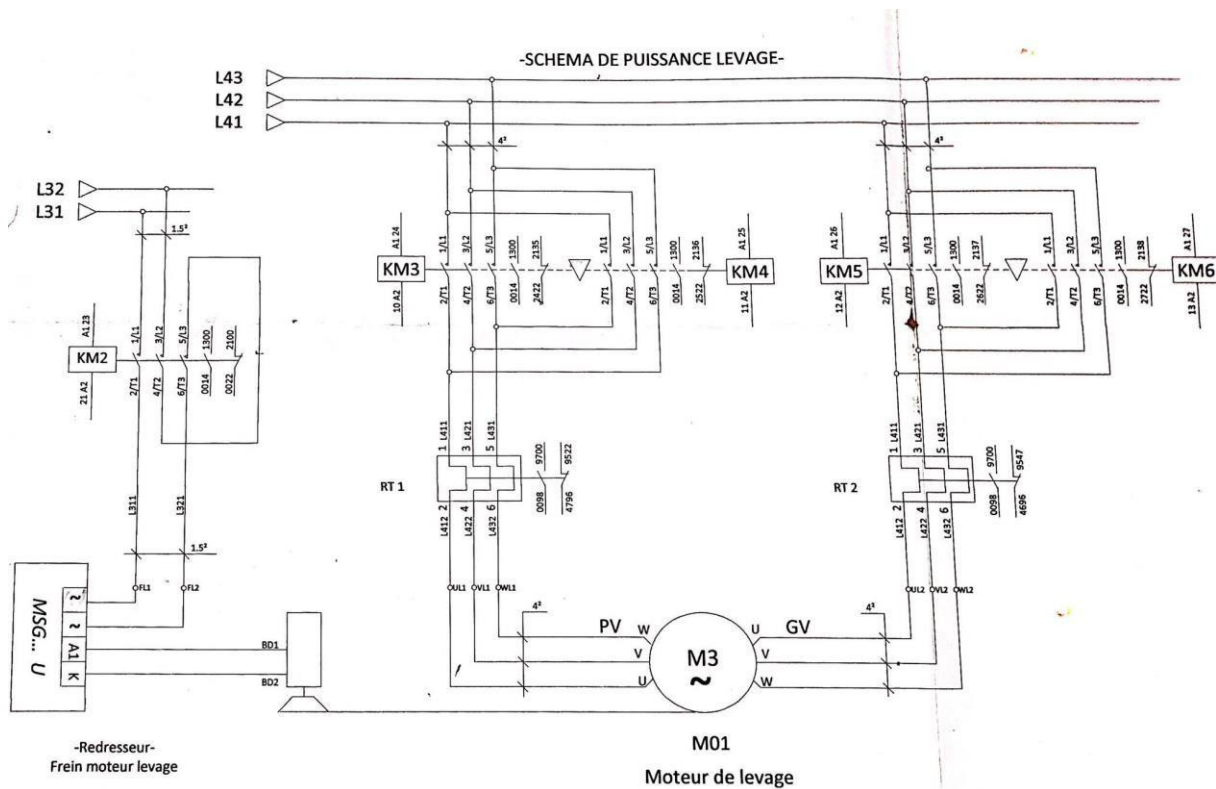 -SCHEMA DE PUISSANCE LEVAGE-
L43
L42
L41
4²
4²
L32
L31
1.5²
A1 24
KM3
10 A2
1/L1
3/L2
5/L3
1300
2135
2/T1
4/T2
6/T3
0014
2422
1/L1
3/L2
5/L3
1300
2136
2/T1
4/T2
6/T3
0014
2522
A1 25
KM4
11 A2
A1 26
KM5
12 A2
1/L1
3/L2
5/L3
1300
2137
2/T1
4/T2
6/T3
0014
2622
1/L1
3/L2
5/L3
1300
2138
2/T1
4/T2
6/T3
0014
2722
A1 27
KM6
13 A2
A1 23
KM2
21 A2
1/L1
3/L2
5/L3
1300
2100
2/T1
4/T2
6/T3
0014
0022
L311
L321
1.5²
FL1
FL2
1 L411
3 L421
5 L431
RT 1
9700
9522
0098
4796
L412 2
L422 4
L432 6
UL1
VL1
WL1
4²
1 L411
3 L421
5 L431
RT 2
9700
9547
0098
4696
L412 2
L422 4
L432 6
UL2
VL2
WL2
4²
MSG... U
~
~
A1
K
BD1
BD2
PV
W
V
U
M3
~
U
V
W
GV
M01
Moteur de levage
-Redresseur-
Frein moteur levage